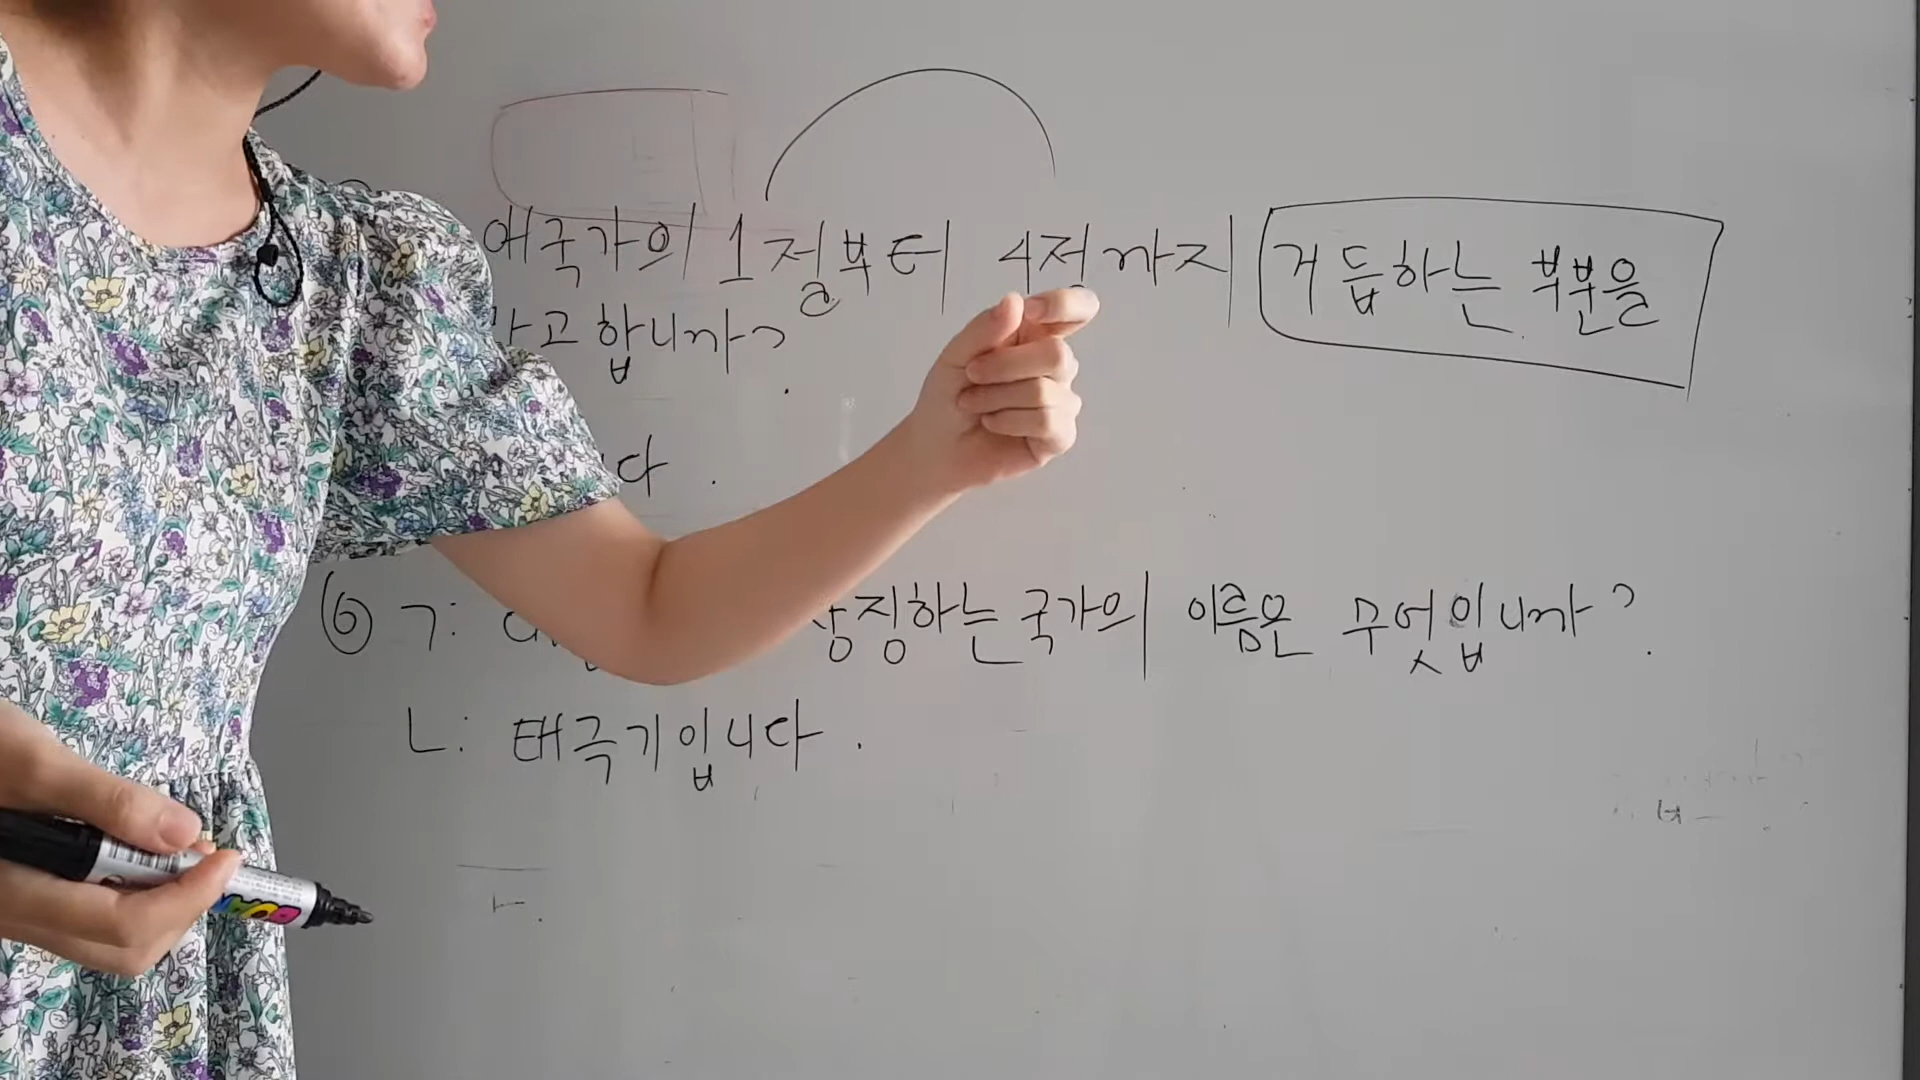 애국가의 1절부터 4절까지 거듭하는 부분을
라고 합니까?
다.
⑥ ㄱ: 상징하는 국가의 이름은 무엇입니까?
ㄴ: 태극기입니다.